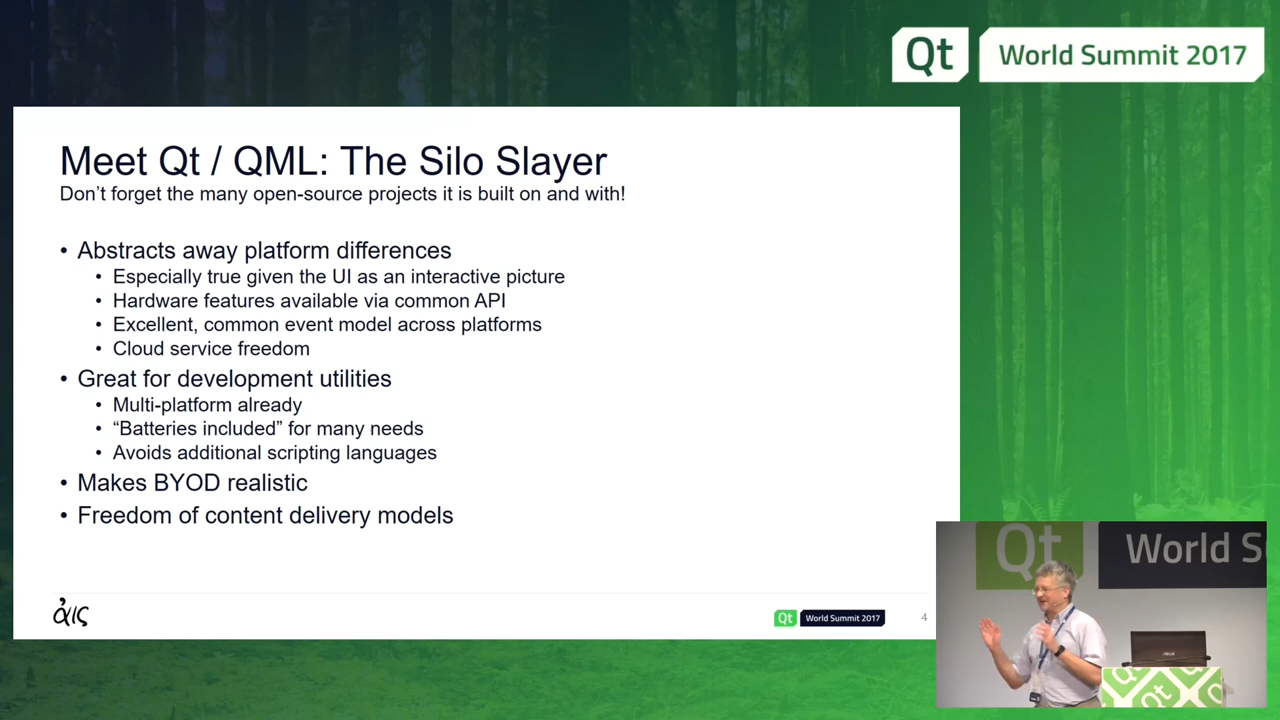 Qt World Summit 2017
Meet Qt / QML: The Silo Slayer
Don’t forget the many open-source projects it is built on and with!
• Abstracts away platform differences
• Especially true given the UI as an interactive picture
• Hardware features available via common API
• Excellent, common event model across platforms
• Cloud service freedom
• Great for development utilities
• Multi-platform already
• “Batteries included” for many needs
• Avoids additional scripting languages
• Makes BYOD realistic
• Freedom of content delivery models
ἀις
Qt World Summit 2017
4
Qt World S
ASUS
Qt